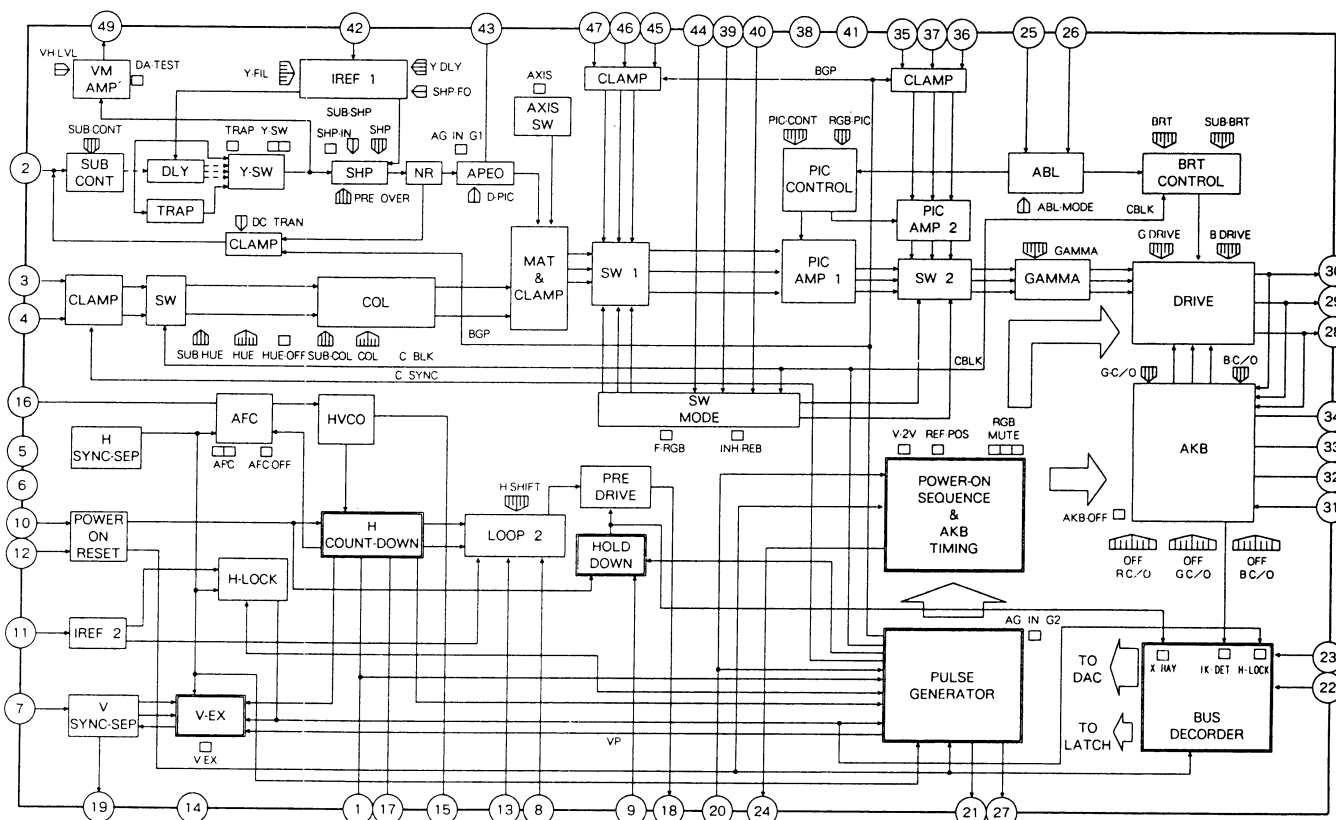 49 42 43 47 46 45 44 39 40 38 41 35 37 36 25 26
VH·LVL
VM
AMP
DA·TEST
Y·FIL
IREF 1
Y DLY
SHP·FO
AXIS
AXIS
SW
CLAMP
BGP
CLAMP
SUB·CONT
SUB
CONT
TRAP Y·SW
DLY
Y-SW
TRAP
SUB·SHP
SHP·IN SHP
SHP
PRE OVER
AG IN G1
NR
APEO
D·PIC
PIC·CONT RGB·PIC
PIC
CONTROL
ABL
ABL·MODE
BRT SUB·BRT
BRT
CONTROL
CBLK
2
DC TRAN
CLAMP
MAT
&
CLAMP
SW 1
PIC
AMP 1
PIC
AMP 2
SW 2
GAMMA
GAMMA
G DRIVE B DRIVE
DRIVE
3
4
CLAMP
SW
COL
BGP
CBLK
30
29
28
SUB·HUE HUE HUE·OFF SUB·COL COL C BLK
C SYNC
G·C/O B·C/O
16
AFC
AFC AFC·OFF
HVCO
SW
MODE
F·RGB INH·REB
V·2V REF·POS RGB
MUTE
AKB
34
33
32
31
5
H
SYNC·SEP
6
H SHIFT
PRE
DRIVE
POWER-ON
SEQUENCE
&
AKB
TIMING
AKB·OFF
10
12
POWER
ON
RESET
H
COUNT-DOWN
LOOP 2
HOLD
DOWN
OFF
R C/O
OFF
G C/O
OFF
B C/O
H-LOCK
11
IREF 2
AG IN G2
PULSE
GENERATOR
TO
DAC
X RAY IK·DET H·LOCK
23
22
7
V
SYNC-SEP
V-EX
V EX
VP
TO
LATCH
BUS
DECORDER
19 14 1 17 15 13 8 9 18 20 24 21 27